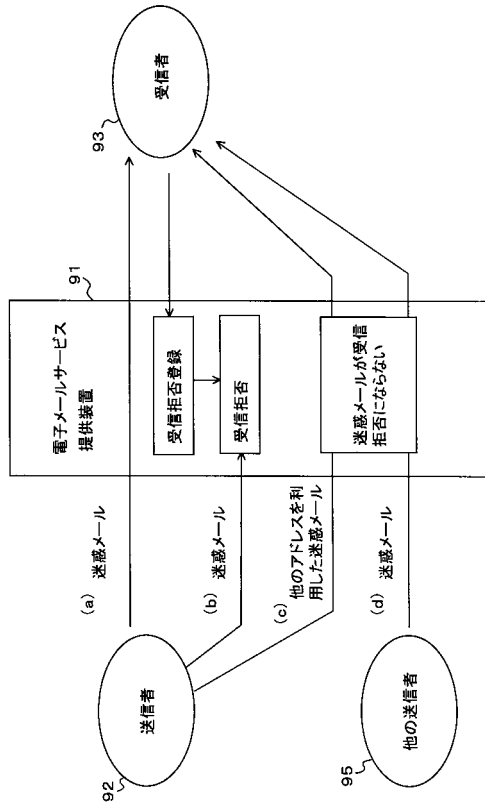 電子メールサービス
提供装置
91
93
受信者
(a) 迷惑メール
受信拒否登録
92
送信者
(b) 迷惑メール
受信拒否
(c) 他のアドレスを利
用した迷惑メール
迷惑メールが受信
拒否にならない
(d) 迷惑メール
95
他の送信者